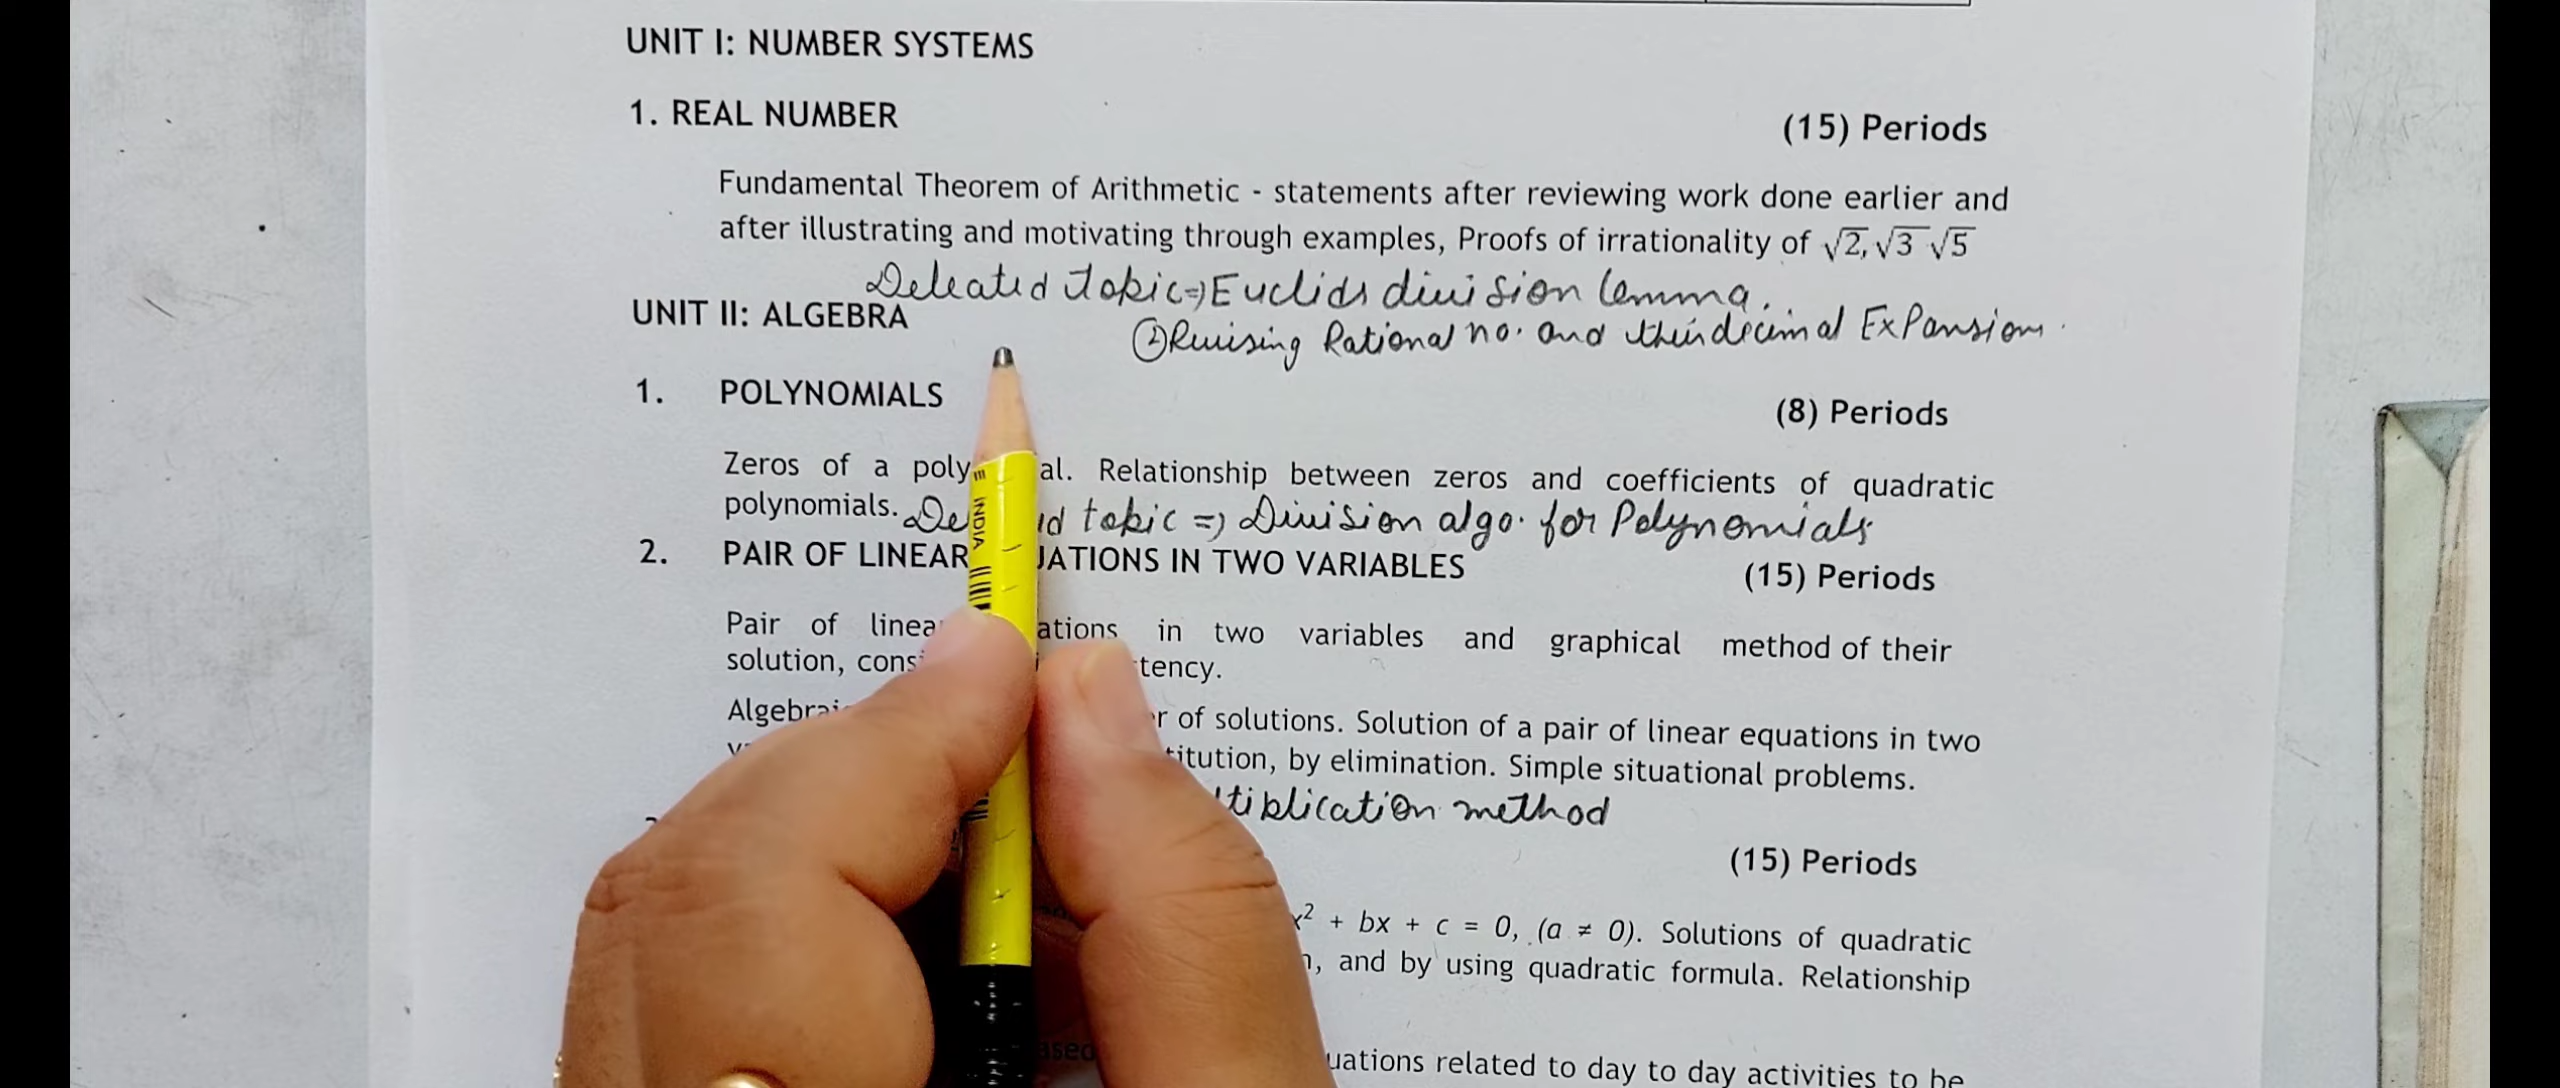 UNIT I: NUMBER SYSTEMS
1. REAL NUMBER (15) Periods
Fundamental Theorem of Arithmetic - statements after reviewing work done earlier and
after illustrating and motivating through examples, Proofs of irrationality of √2, √3 √5
Deleated topic => Euclids division lemma.
UNIT II: ALGEBRA
② Revising Rational no. and their decimal Expansion.
1. POLYNOMIALS (8) Periods
Zeros of a al. Relationship between zeros and coefficients of quadratic
polynomials. topic => Division algo. for Polynomials
2. PAIR OF LINEAR IN TWO VARIABLES (15) Periods
Pair of in two variables and graphical method of their
solution, tency.
of solutions. Solution of a pair of linear equations in two
itution, by elimination. Simple situational problems.
tiplication method
(15) Periods
x² + bx + c = 0, (a ≠ 0). Solutions of quadratic
and by using quadratic formula. Relationship
INDIA
uations related to day to day activities to be